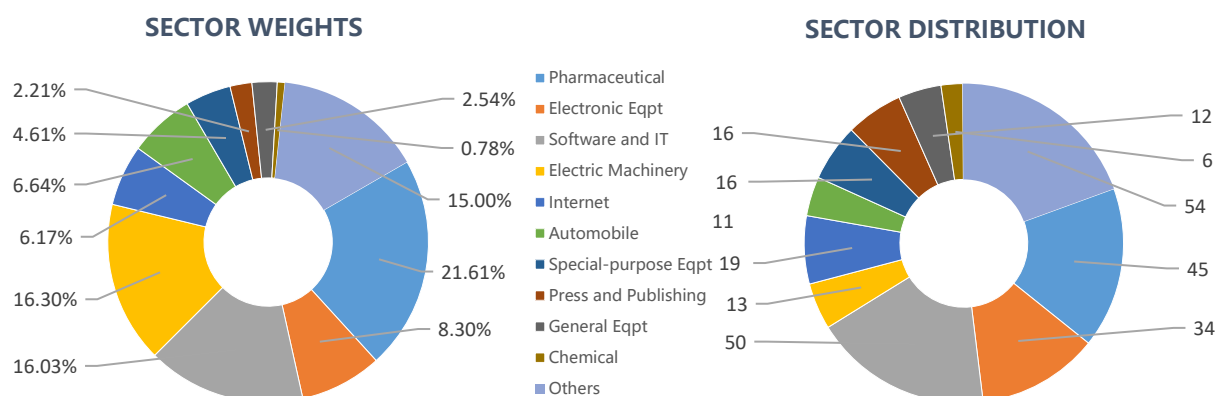 SECTOR WEIGHTS
2.21%
4.61%
6.64%
6.17%
16.30%
16.03%
2.54%
0.78%
15.00%
21.61%
8.30%
Pharmaceutical
Electronic Eqpt
Software and IT
Electric Machinery
Internet
Automobile
Special-purpose Eqpt
Press and Publishing
General Eqpt
Chemical
Others
SECTOR DISTRIBUTION
16
16
11
19
13
50
12
6
54
45
34